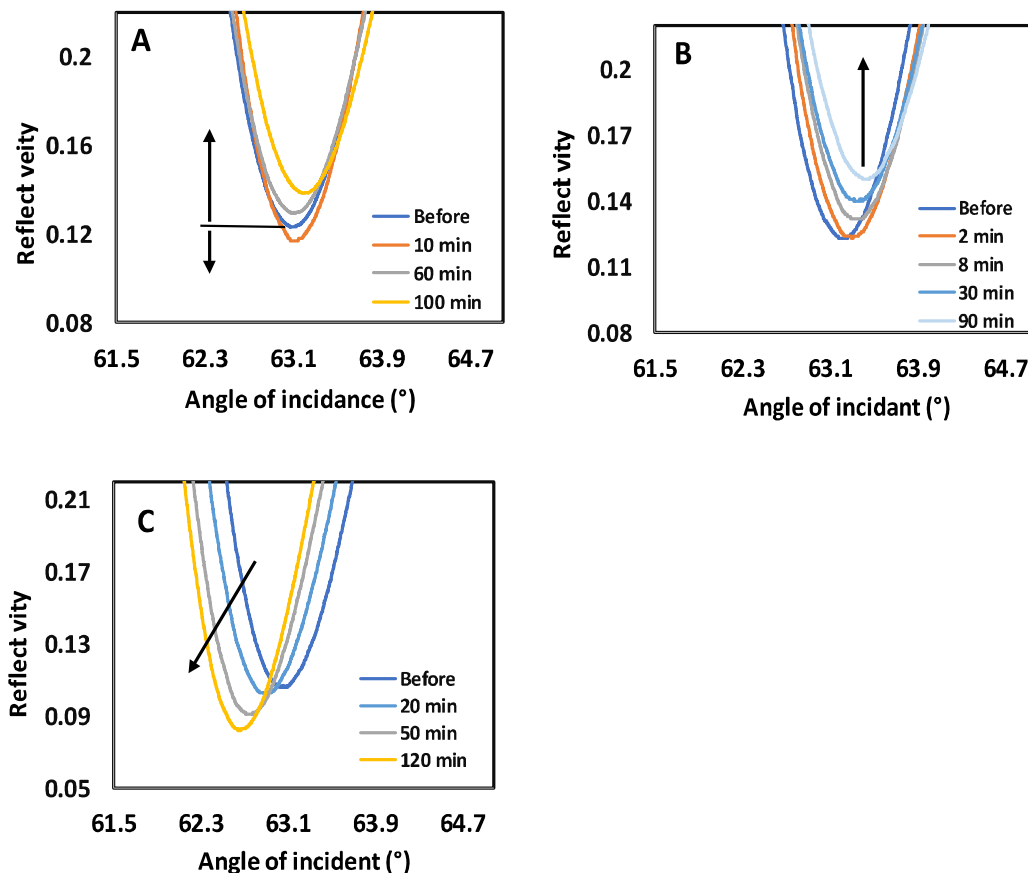 A
Reflect veity
0.2
0.16
0.12
0.08
Before
10 min
60 min
100 min
61.5 62.3 63.1 63.9 64.7
Angle of incidance (°)
B
Reflect vity
0.2
0.17
0.14
0.11
0.08
Before
2 min
8 min
30 min
90 min
61.5 62.3 63.1 63.9 64.7
Angle of incidant (°)
C
Reflect vity
0.21
0.17
0.13
0.09
0.05
Before
20 min
50 min
120 min
61.5 62.3 63.1 63.9 64.7
Angle of incident (°)